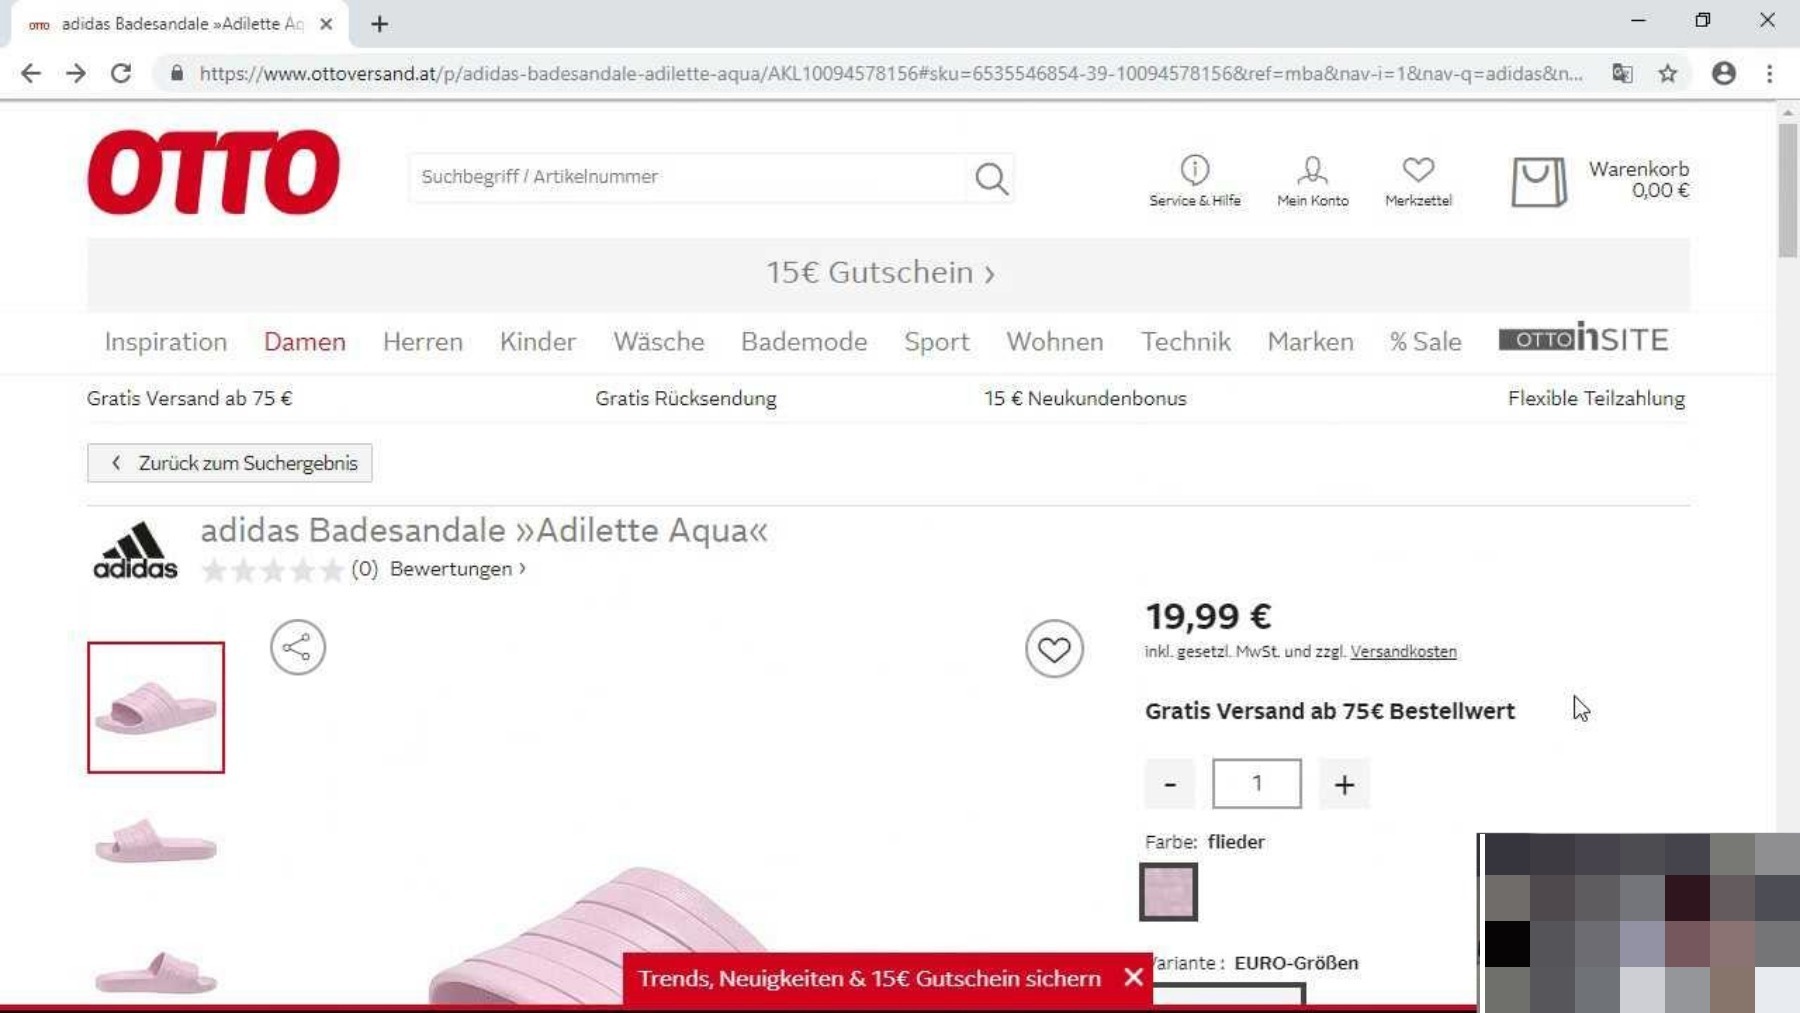 otto adidas Badesandale »Adilette Aq
https://www.ottoversand.at/p/adidas-badesandale-adilette-aqua/AKL10094578156#sku=6535546854-39-10094578156&ref=mba&nav-i=1&nav-q=adidas&n...
OTTO
Suchbegriff / Artikelnummer
Service & Hilfe
Mein Konto
Merkzettel
Warenkorb
0,00 €
15€ Gutschein ›
Inspiration Damen Herren Kinder Wäsche Bademode Sport Wohnen Technik Marken % Sale OTTO inSITE
Gratis Versand ab 75 € Gratis Rücksendung 15 € Neukundenbonus Flexible Teilzahlung
‹ Zurück zum Suchergebnis
adidas
adidas Badesandale »Adilette Aqua«
(0) Bewertungen ›
19,99 €
inkl. gesetzl. MwSt. und zzgl. Versandkosten
Gratis Versand ab 75€ Bestellwert
- 1 +
Farbe: flieder
Variante : EURO-Größen
Trends, Neuigkeiten & 15€ Gutschein sichern ×